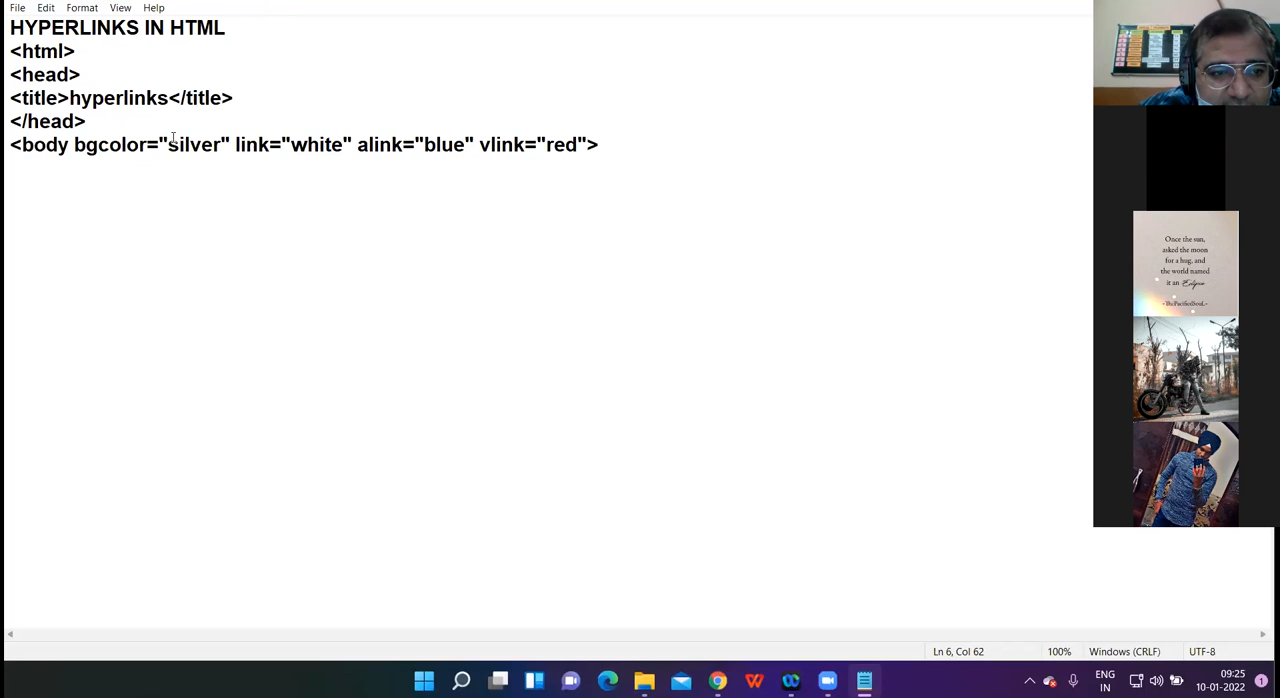 File Edit Format View Help
HYPERLINKS IN HTML
<html>
<head>
<title>hyperlinks</title>
</head>
<body bgcolor="silver" link="white" alink="blue" vlink="red">
Once the sun,
asked the moon
for a hug, and
the world named
it an Eclipse
Ln 6, Col 62 100% Windows (CRLF) UTF-8
ENG
IN
09:25
10-01-2022
1